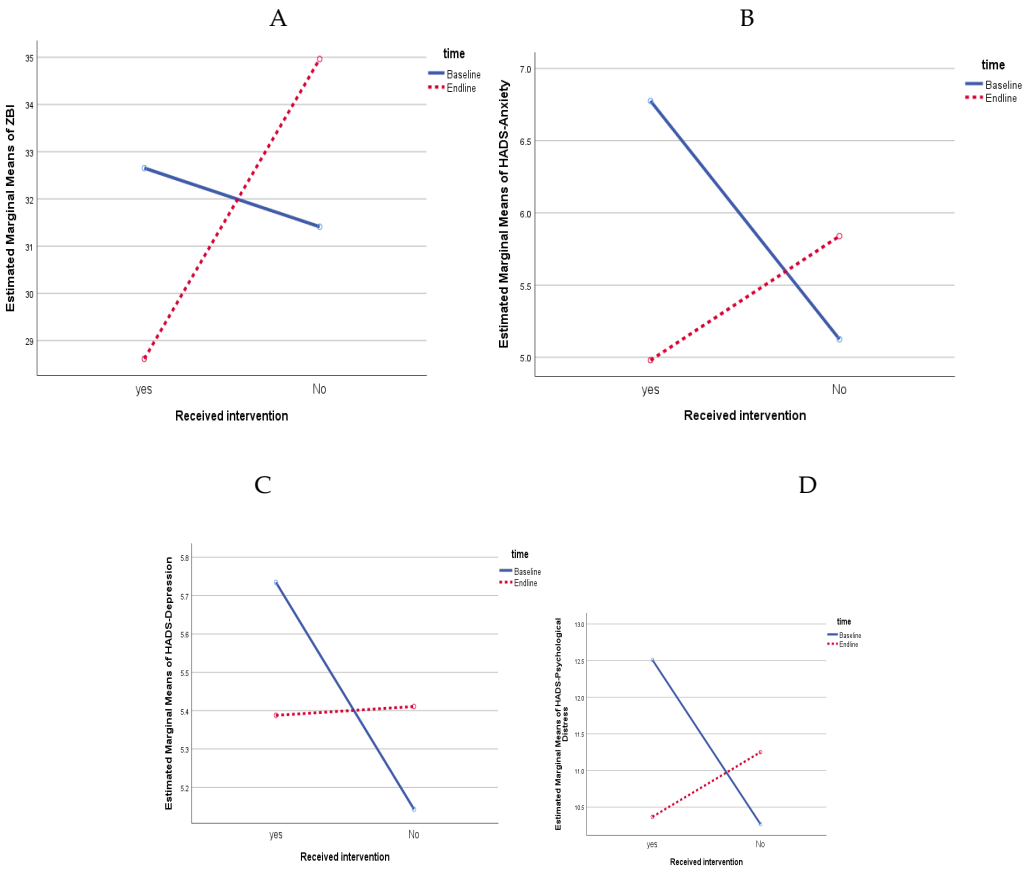 A
Estimated Marginal Means of ZBI
35
34
33
32
31
30
29
yes
No
Received intervention
time
Baseline
Endline
B
Estimated Marginal Means of HADS-Anxiety
7.0
6.5
6.0
5.5
5.0
yes
No
Received intervention
time
Baseline
Endline
C
Estimated Marginal Means of HADS-Depression
5.8
5.7
5.6
5.5
5.4
5.3
5.2
yes
No
Received intervention
time
Baseline
Endline
D
Estimated Marginal Means of HADS-Psychological
Distress
13.0
12.5
12.0
11.5
11.0
10.5
yes
No
Received intervention
time
Baseline
Endline